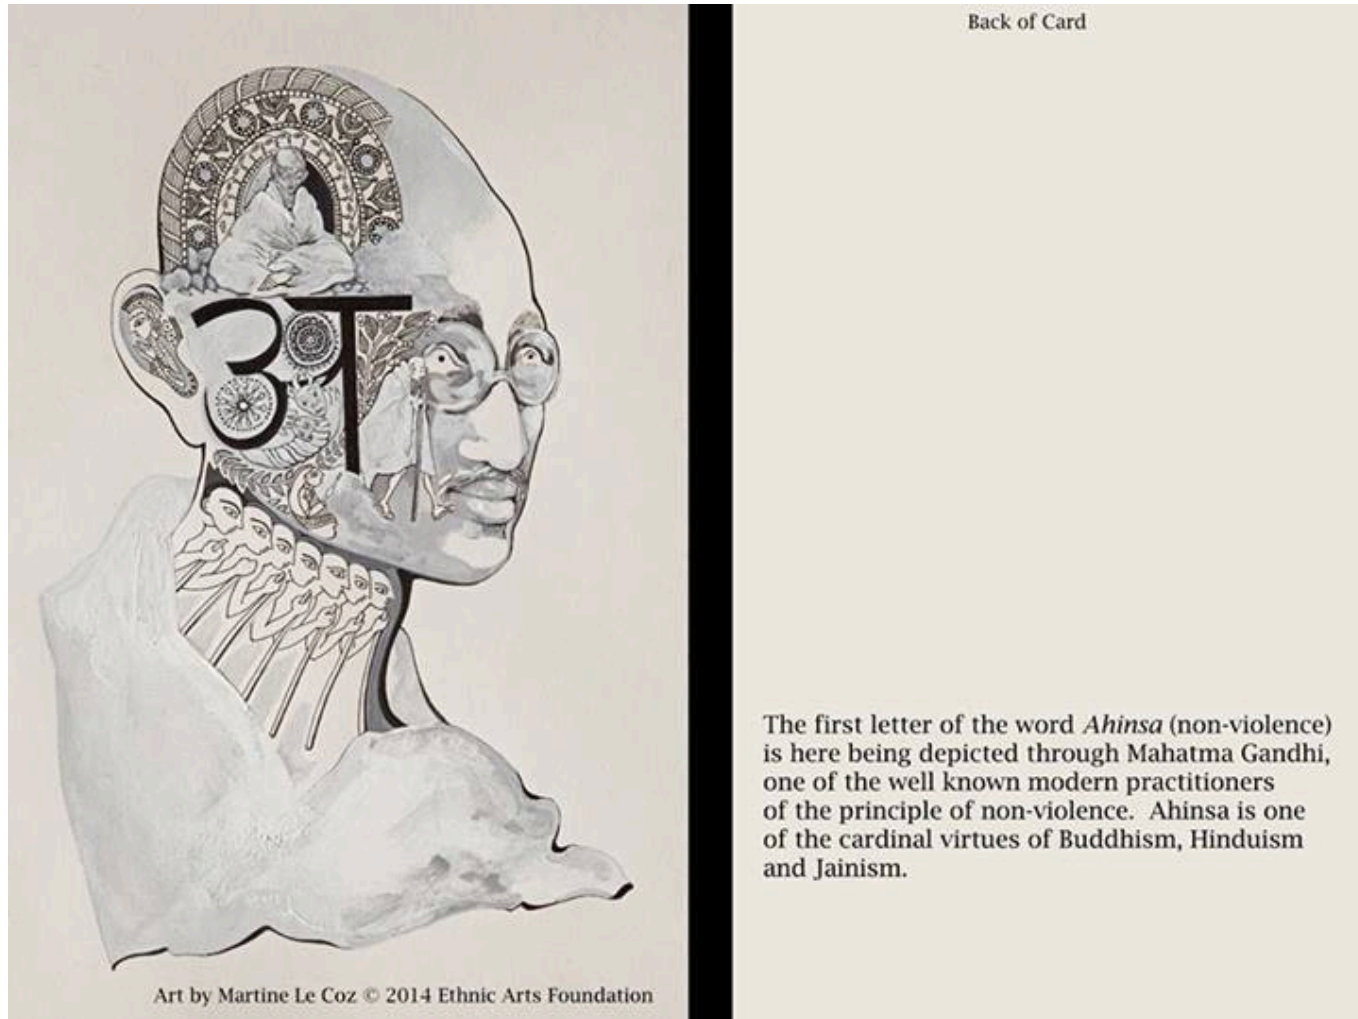 अ
Art by Martine Le Coz © 2014 Ethnic Arts Foundation
Back of Card
The first letter of the word Ahinsa (non-violence)
is here being depicted through Mahatma Gandhi,
one of the well known modern practitioners
of the principle of non-violence.  Ahinsa is one
of the cardinal virtues of Buddhism, Hinduism
and Jainism.